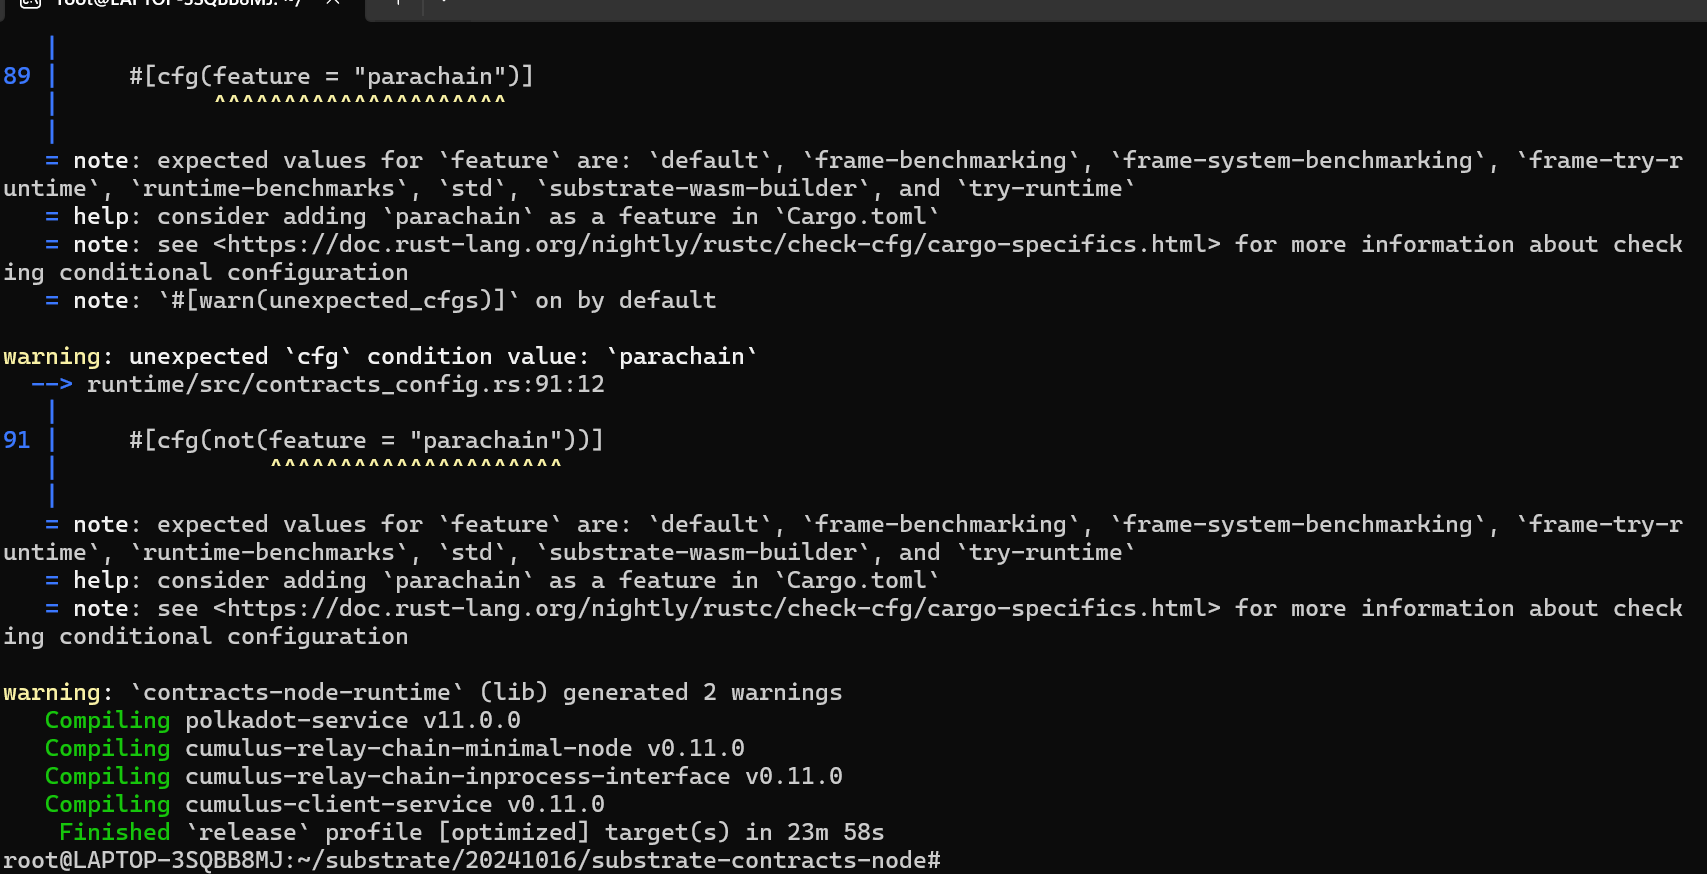 89 |     #[cfg(feature = "parachain")]
   |           ^^^^^^^^^^^^^^^^^^^^^
   |
   = note: expected values for `feature` are: `default`, `frame-benchmarking`, `frame-system-benchmarking`, `frame-try-r
untime`, `runtime-benchmarks`, `std`, `substrate-wasm-builder`, and `try-runtime`
   = help: consider adding `parachain` as a feature in `Cargo.toml`
   = note: see <https://doc.rust-lang.org/nightly/rustc/check-cfg/cargo-specifics.html> for more information about check
ing conditional configuration
   = note: `#[warn(unexpected_cfgs)]` on by default
warning: unexpected `cfg` condition value: `parachain`
  --> runtime/src/contracts_config.rs:91:12
   |
91 |     #[cfg(not(feature = "parachain"))]
   |               ^^^^^^^^^^^^^^^^^^^^^
   |
   = note: expected values for `feature` are: `default`, `frame-benchmarking`, `frame-system-benchmarking`, `frame-try-r
untime`, `runtime-benchmarks`, `std`, `substrate-wasm-builder`, and `try-runtime`
   = help: consider adding `parachain` as a feature in `Cargo.toml`
   = note: see <https://doc.rust-lang.org/nightly/rustc/check-cfg/cargo-specifics.html> for more information about check
ing conditional configuration
warning: `contracts-node-runtime` (lib) generated 2 warnings
   Compiling polkadot-service v11.0.0
   Compiling cumulus-relay-chain-minimal-node v0.11.0
   Compiling cumulus-relay-chain-inprocess-interface v0.11.0
   Compiling cumulus-client-service v0.11.0
    Finished `release` profile [optimized] target(s) in 23m 58s
root@LAPTOP-3SQBB8MJ:~/substrate/20241016/substrate-contracts-node#